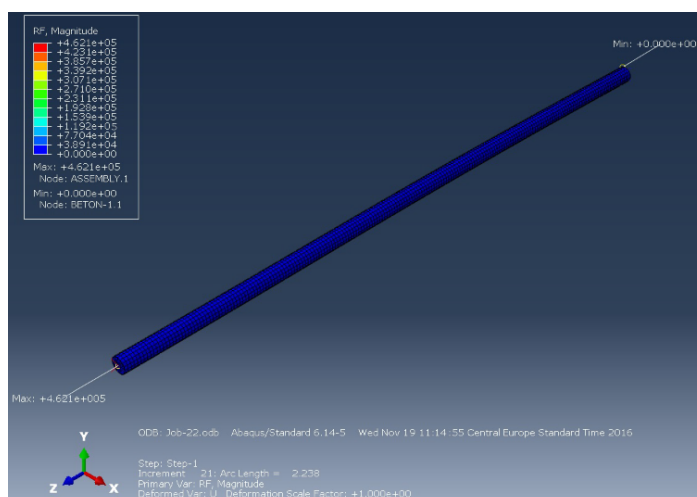 RF, Magnitude
+4.621e+05
+4.231e+05
+3.857e+05
+3.392e+05
+3.071e+05
+2.710e+05
+2.311e+05
+1.928e+05
+1.539e+05
+1.192e+05
+7.704e+04
+3.891e+04
+0.000e+00
Max: +4.621e+05
Node: ASSEMBLY.1
Min: +0.000e+00
Node: BETON-1.1
Min: +0.000e+00
Max: +4.621e+005
ODB: Job-22.odb Abaqus/Standard 6.14-5 Wed Nov 19 11:14:55 Central Europe Standard Time 2016
Y
Z
X
Step: Step-1
Increment 21: Arc Length = 2.238
Primary Var: RF, Magnitude
Deformed Var: U Deformation Scale Factor: +1.000e+00